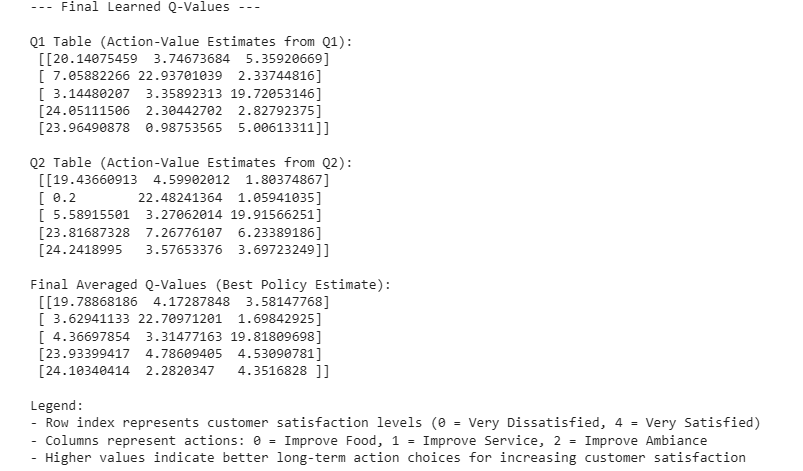 --- Final Learned Q-Values ---
Q1 Table (Action-Value Estimates from Q1):
[[20.14075459 3.74673684 5.35920669]
[ 7.05882266 22.93701039 2.33744816]
[ 3.14480207 3.35892313 19.72053146]
[24.05111506 2.30442702 2.82792375]
[23.96490878 0.98753565 5.00613311]]
Q2 Table (Action-Value Estimates from Q2):
[[19.43660913 4.59902012 1.80374867]
[ 0.2 22.48241364 1.05941035]
[ 5.58915501 3.27062014 19.91566251]
[23.81687328 7.26776107 6.23389186]
[24.2418995 3.57653376 3.69723249]]
Final Averaged Q-Values (Best Policy Estimate):
[[19.78868186 4.17287848 3.58147768]
[ 3.62941133 22.70971201 1.69842925]
[ 4.36697854 3.31477163 19.81809698]
[23.93399417 4.78609405 4.53090781]
[24.10340414 2.2820347 4.3516828 ]]
Legend:
- Row index represents customer satisfaction levels (0 = Very Dissatisfied, 4 = Very Satisfied)
- Columns represent actions: 0 = Improve Food, 1 = Improve Service, 2 = Improve Ambiance
- Higher values indicate better long-term action choices for increasing customer satisfaction